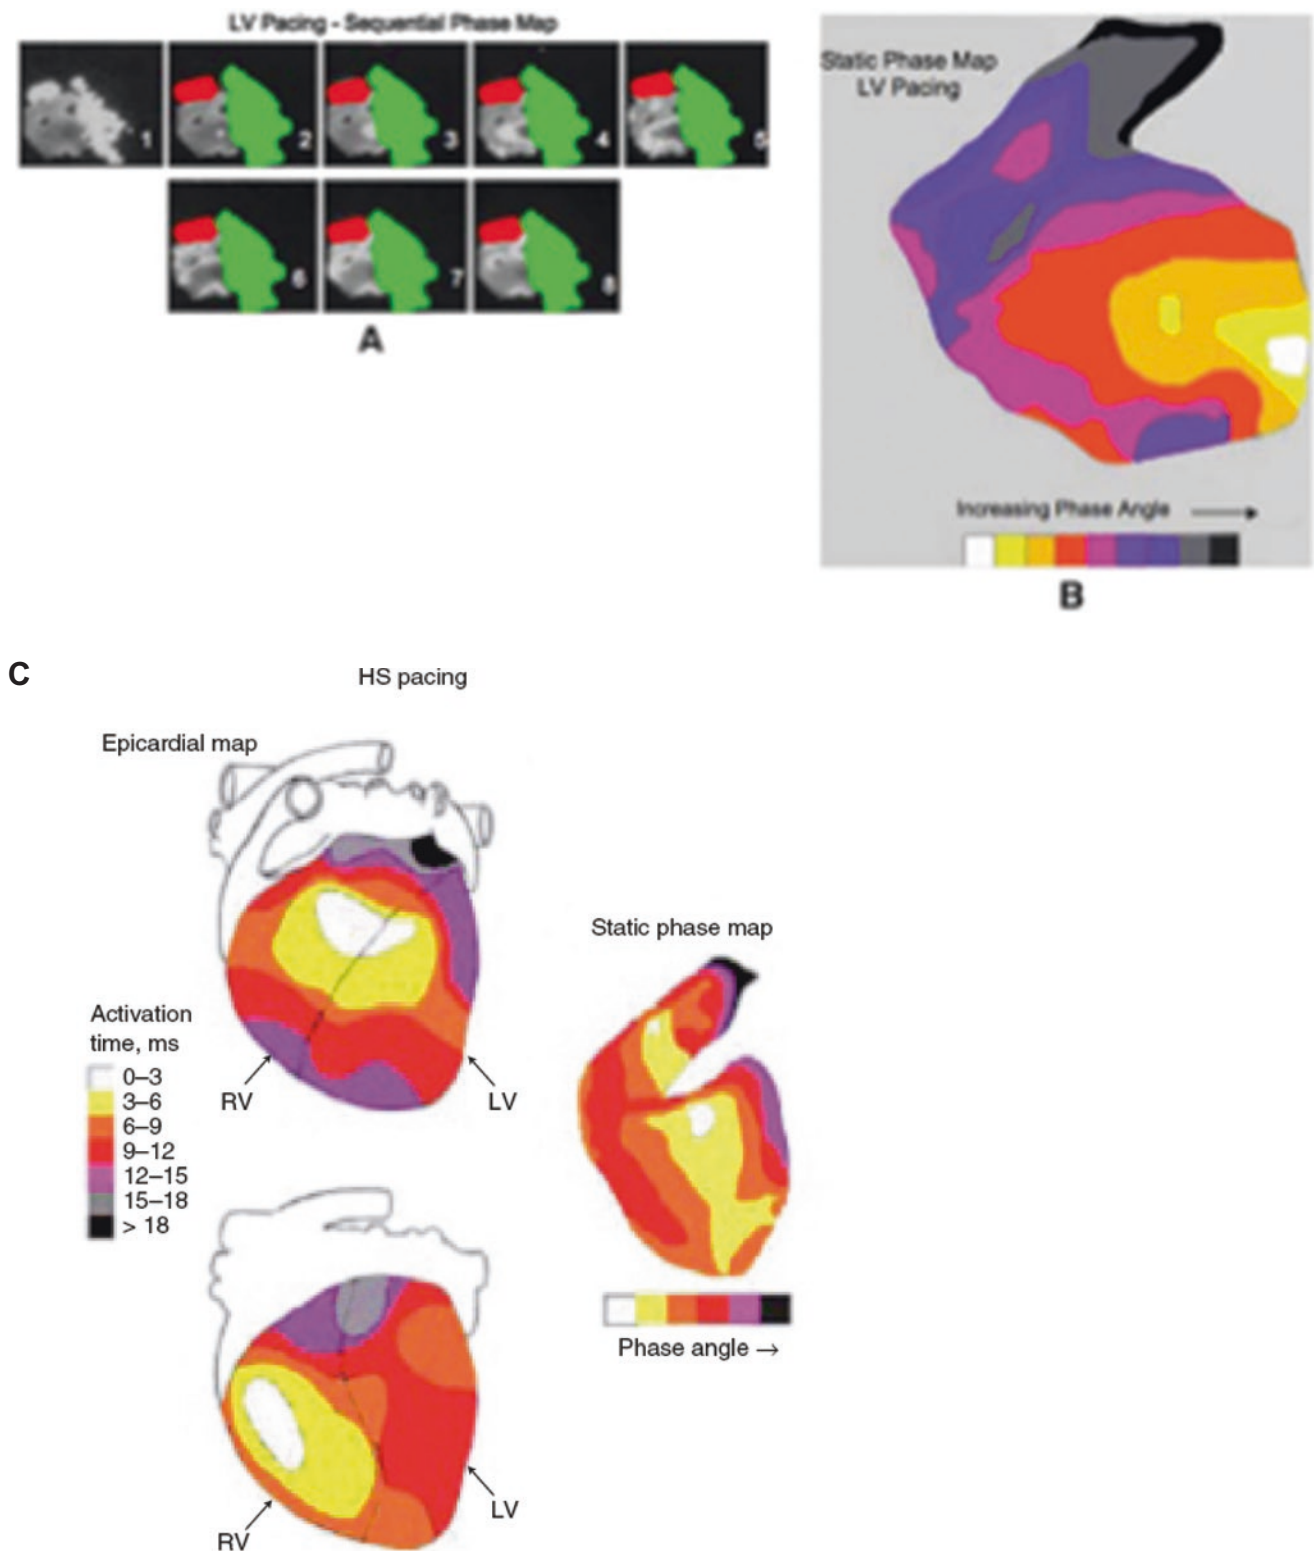 LV Pacing - Sequential Phase Map
1
2
3
4
5
6
7
8
A
Static Phase Map
LV Pacing
Increasing Phase Angle
B
C
HS pacing
Epicardial map
Activation
time, ms
0–3
3–6
6–9
9–12
12–15
15–18
> 18
RV
LV
Static phase map
Phase angle →
RV
LV